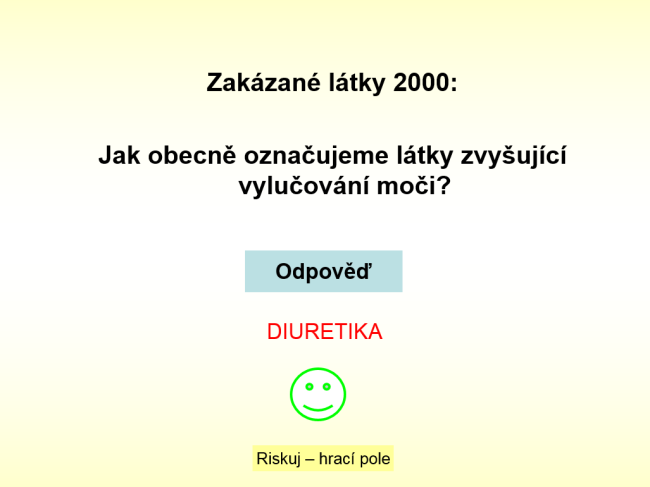 Zakázané látky 2000:
Jak obecně označujeme látky zvyšující
vylučování moči?
Odpověď
DIURETIKA
Riskuj – hrací pole